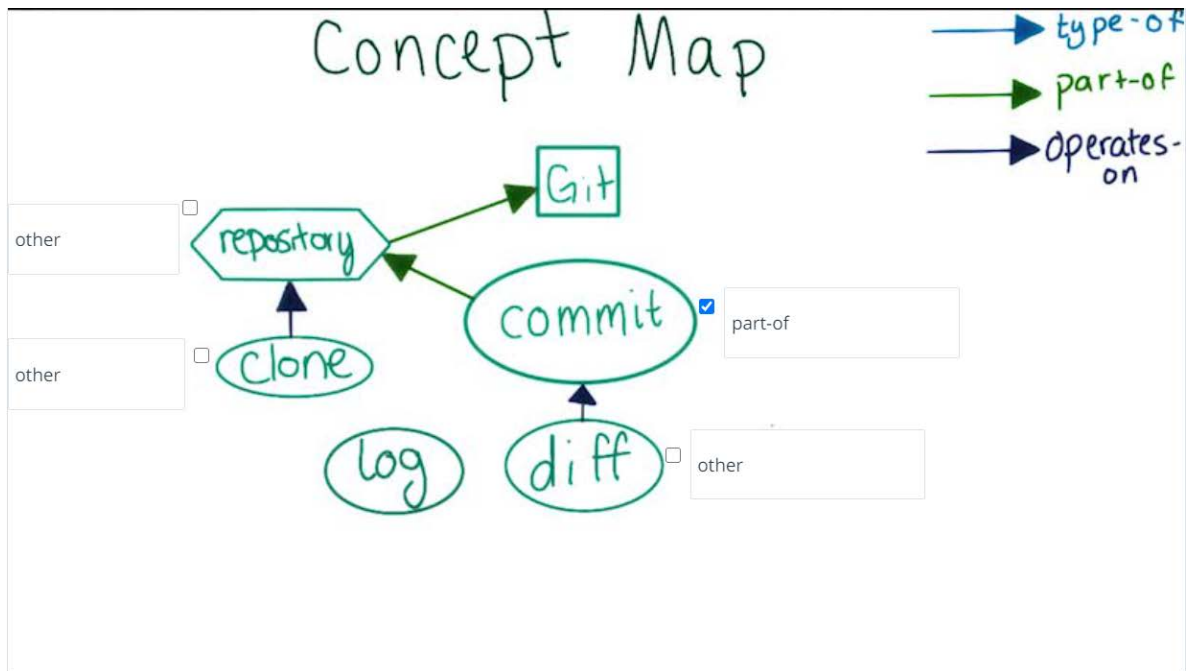 Concept Map
type-of
part-of
operates-
on
Git
other
repository
commit
part-of
other
clone
log
diff
other